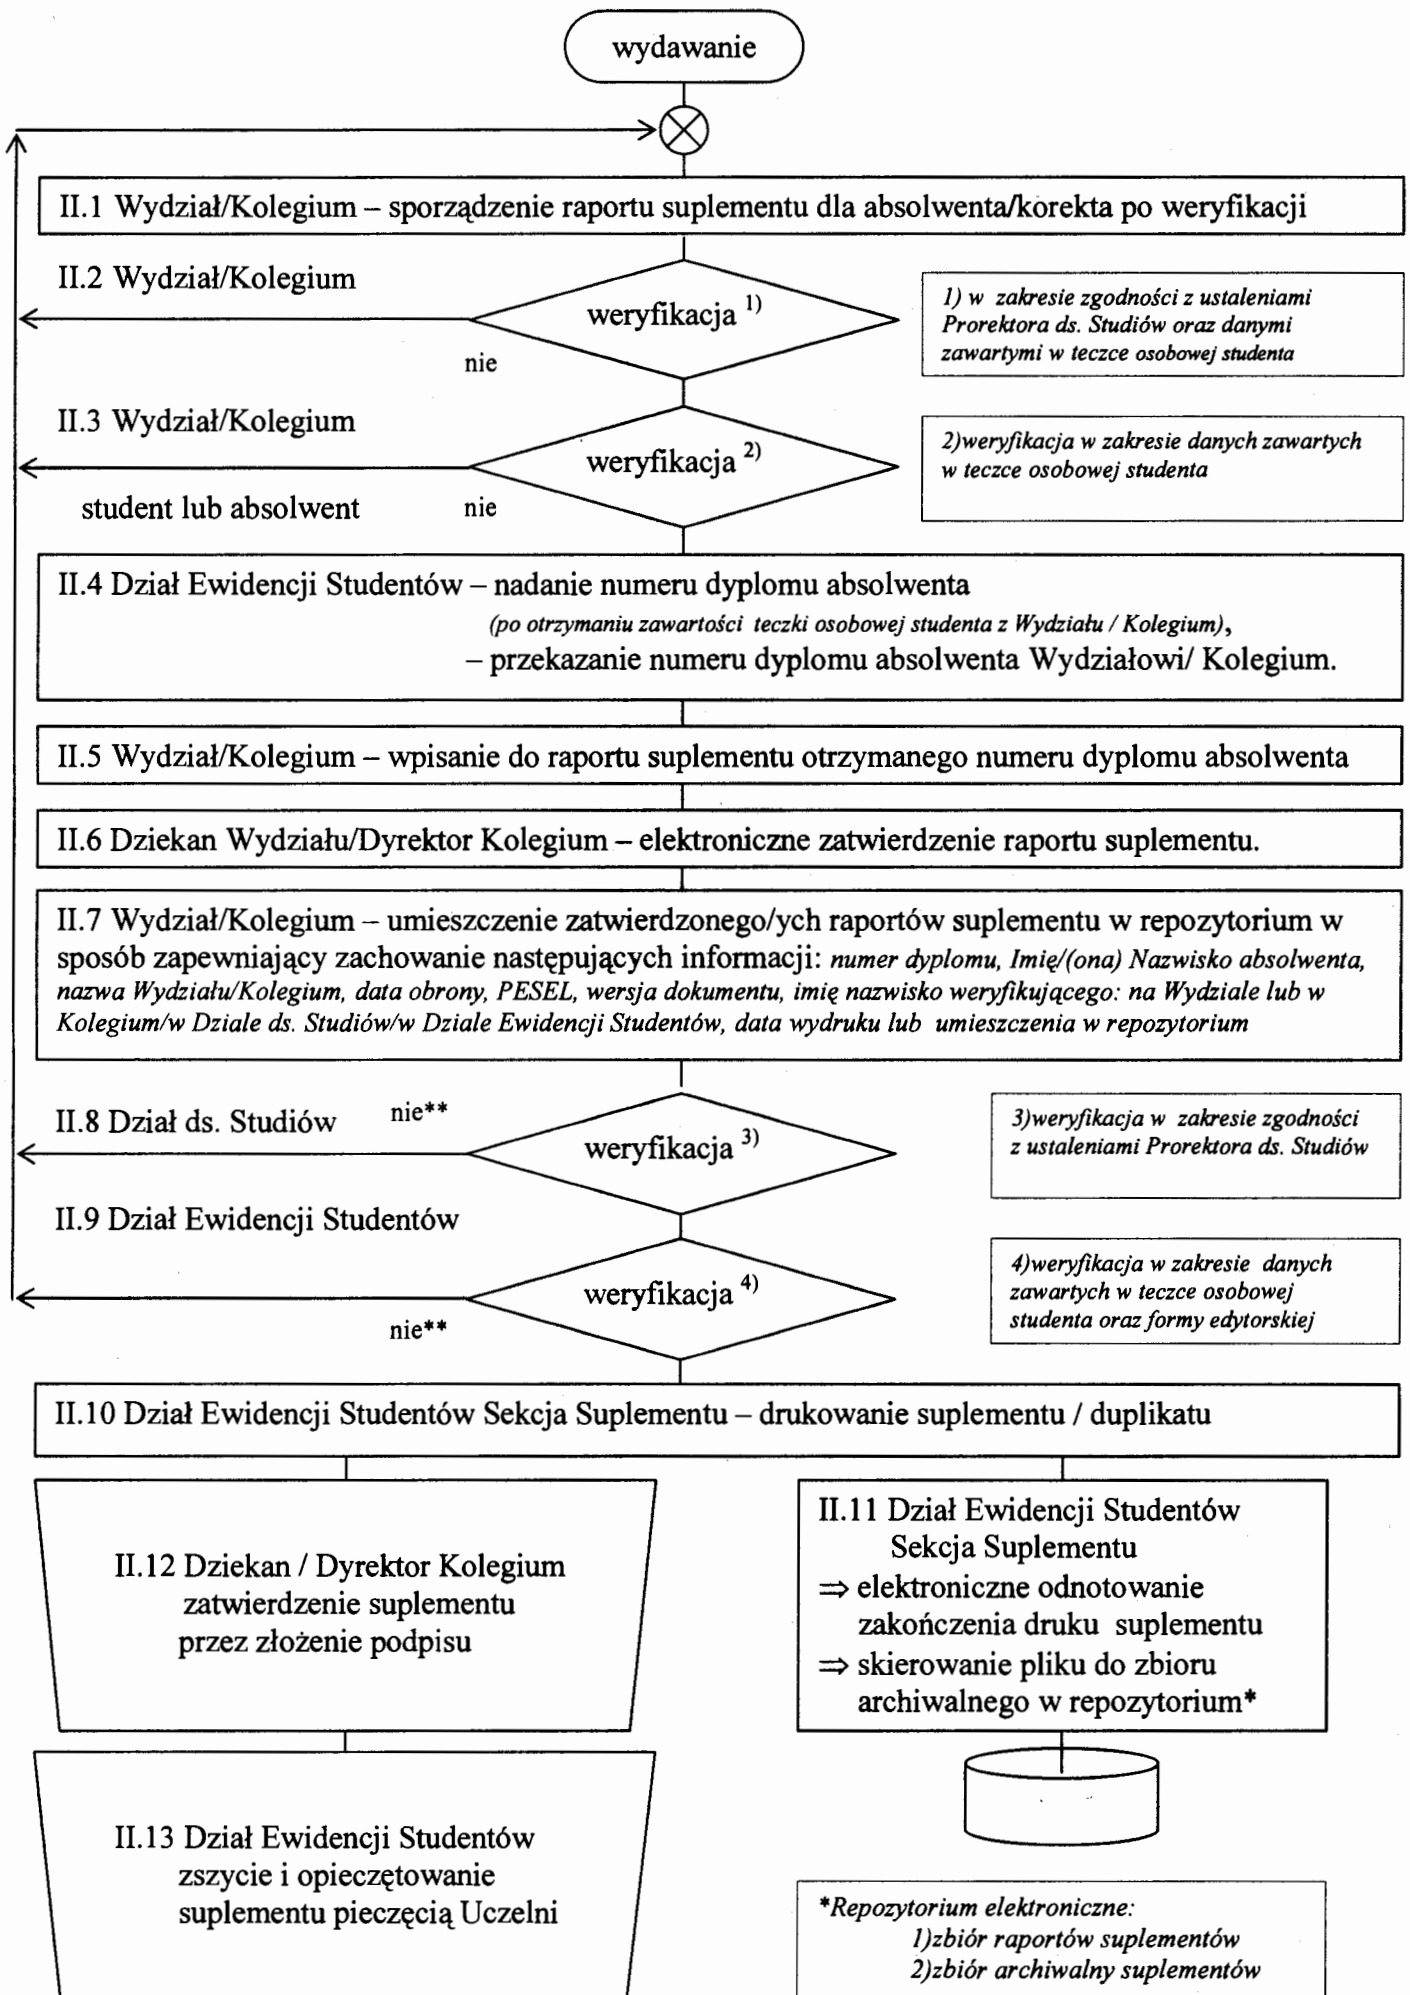 wydawanie
II.1 Wydział/Kolegium – sporządzenie raportu suplementu dla absolwenta/korekta po weryfikacji
II.2 Wydział/Kolegium
weryfikacja 1)
nie
1) w zakresie zgodności z ustaleniami
Prorektora ds. Studiów oraz danymi
zawartymi w teczce osobowej studenta
II.3 Wydział/Kolegium
weryfikacja 2)
student lub absolwent
nie
2)weryfikacja w zakresie danych zawartych
w teczce osobowej studenta
II.4 Dział Ewidencji Studentów – nadanie numeru dyplomu absolwenta
(po otrzymaniu zawartości teczki osobowej studenta z Wydziału / Kolegium),
– przekazanie numeru dyplomu absolwenta Wydziałowi/ Kolegium.
II.5 Wydział/Kolegium – wpisanie do raportu suplementu otrzymanego numeru dyplomu absolwenta
II.6 Dziekan Wydziału/Dyrektor Kolegium – elektroniczne zatwierdzenie raportu suplementu.
II.7 Wydział/Kolegium – umieszczenie zatwierdzonego/ych raportów suplementu w repozytorium w
sposób zapewniający zachowanie następujących informacji: numer dyplomu, Imię/(ona) Nazwisko absolwenta,
nazwa Wydziału/Kolegium, data obrony, PESEL, wersja dokumentu, imię nazwisko weryfikującego: na Wydziale lub w
Kolegium/w Dziale ds. Studiów/w Dziale Ewidencji Studentów, data wydruku lub umieszczenia w repozytorium
II.8 Dział ds. Studiów
nie**
weryfikacja 3)
3)weryfikacja w zakresie zgodności
z ustaleniami Prorektora ds. Studiów
II.9 Dział Ewidencji Studentów
weryfikacja 4)
nie**
4)weryfikacja w zakresie danych
zawartych w teczce osobowej
studenta oraz formy edytorskiej
II.10 Dział Ewidencji Studentów Sekcja Suplementu – drukowanie suplementu / duplikatu
II.12 Dziekan / Dyrektor Kolegium
zatwierdzenie suplementu
przez złożenie podpisu
II.11 Dział Ewidencji Studentów
Sekcja Suplementu
⇒ elektroniczne odnotowanie
zakończenia druku suplementu
⇒ skierowanie pliku do zbioru
archiwalnego w repozytorium*
II.13 Dział Ewidencji Studentów
zszycie i opieczętowanie
suplementu pieczęcią Uczelni
*Repozytorium elektroniczne:
1)zbiór raportów suplementów
2)zbiór archiwalny suplementów